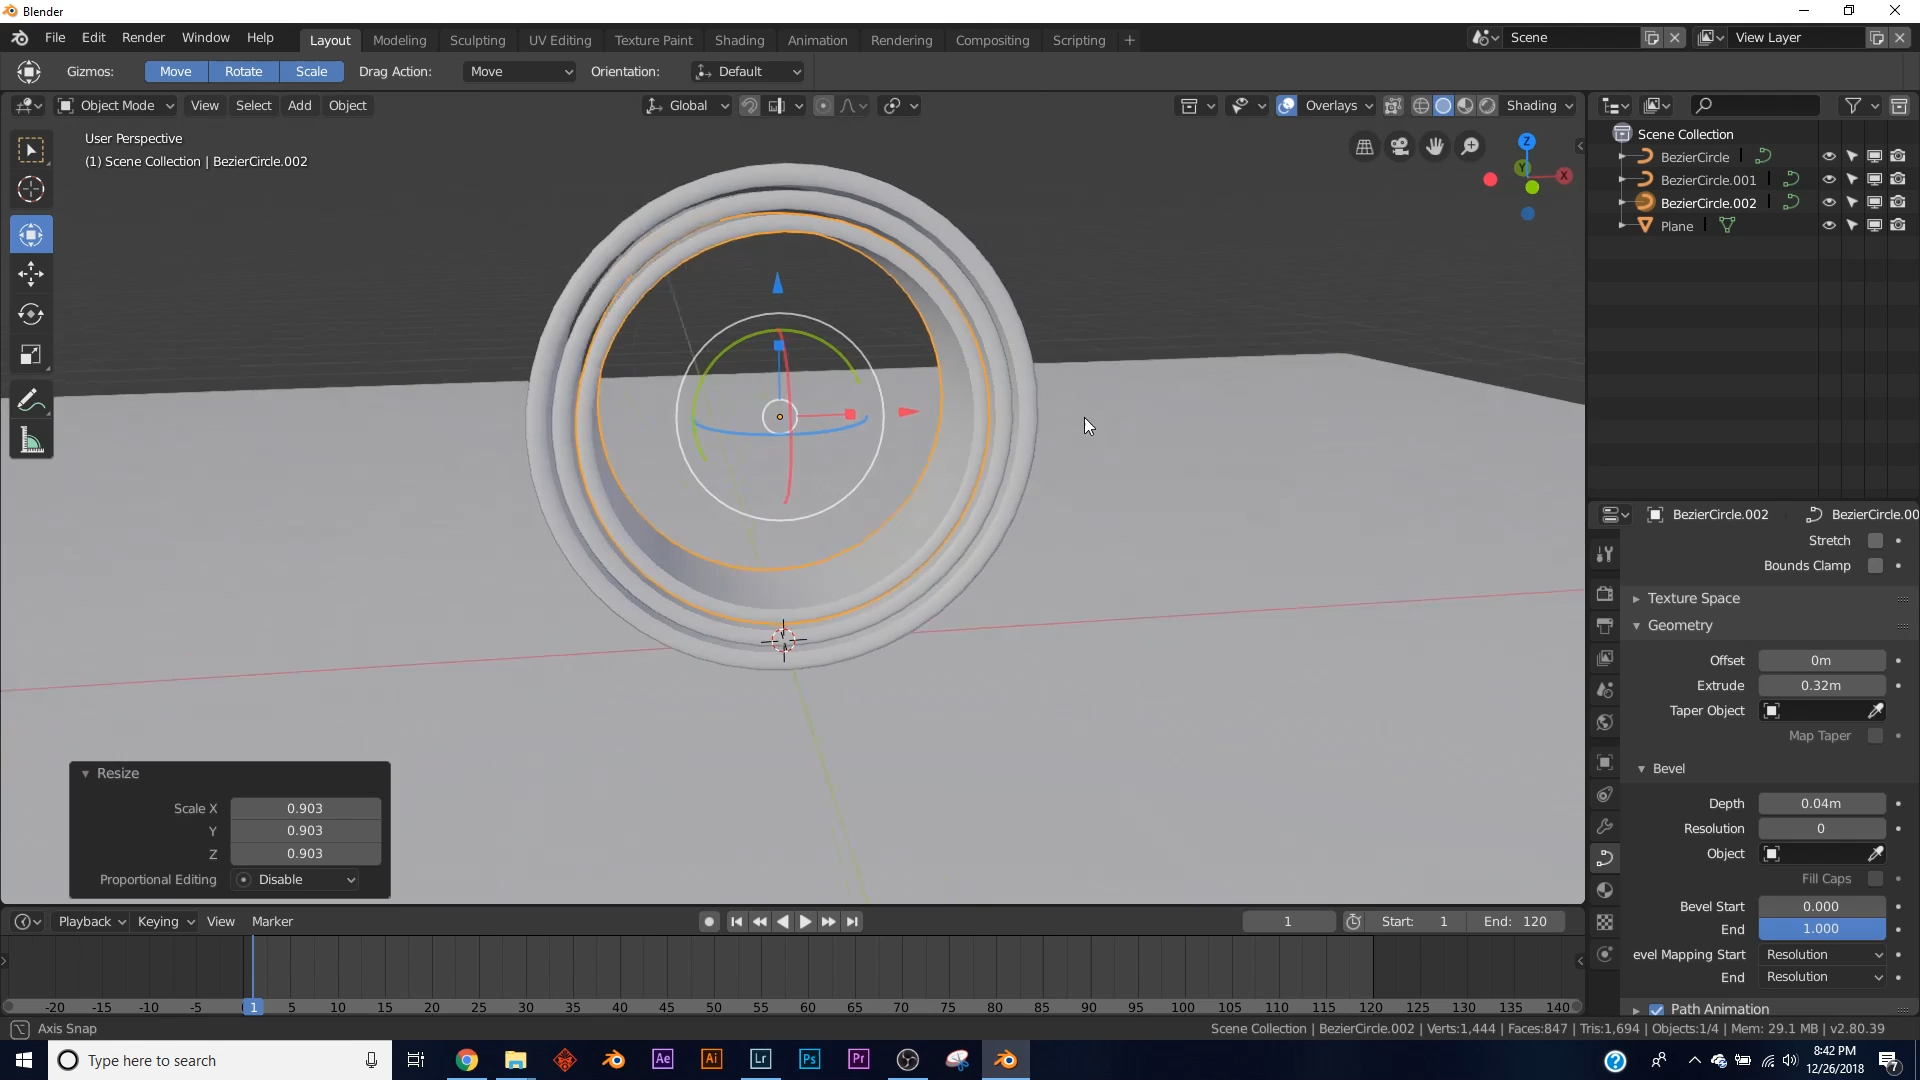 Blender
File Edit Render Window Help Layout Modeling Sculpting UV Editing Texture Paint Shading Animation Rendering Compositing Scripting + Scene View Layer
Gizmos: Move Rotate Scale Drag Action: Move Orientation: Default
Object Mode View Select Add Object Global Overlays Shading
User Perspective
(1) Scene Collection | BezierCircle.002
Z
Y
X
Scene Collection
BezierCircle
BezierCircle.001
BezierCircle.002
Plane
BezierCircle.002 BezierCircle.00
Stretch
Bounds Clamp
Texture Space
Geometry
Offset 0m
Extrude 0.32m
Taper Object
Map Taper
Bevel
Depth 0.04m
Resolution 0
Object
Fill Caps
Bevel Start 0.000
End 1.000
evel Mapping Start Resolution
End Resolution
Path Animation
Resize
Scale X 0.903
Y 0.903
Z 0.903
Proportional Editing Disable
Playback Keying View Marker 1 Start: 1 End: 120
-20 -15 -10 -5 1 5 10 15 20 25 30 35 40 45 50 55 60 65 70 75 80 85 90 95 100 105 110 115 120 125 130 135 140
Axis Snap Scene Collection | BezierCircle.002 | Verts:1,444 | Faces:847 | Tris:1,694 | Objects:1/4 | Mem: 29.1 MB | v2.80.39
Type here to search Ae Ai Lr Ps Pr
8:42 PM
12/26/2018
7